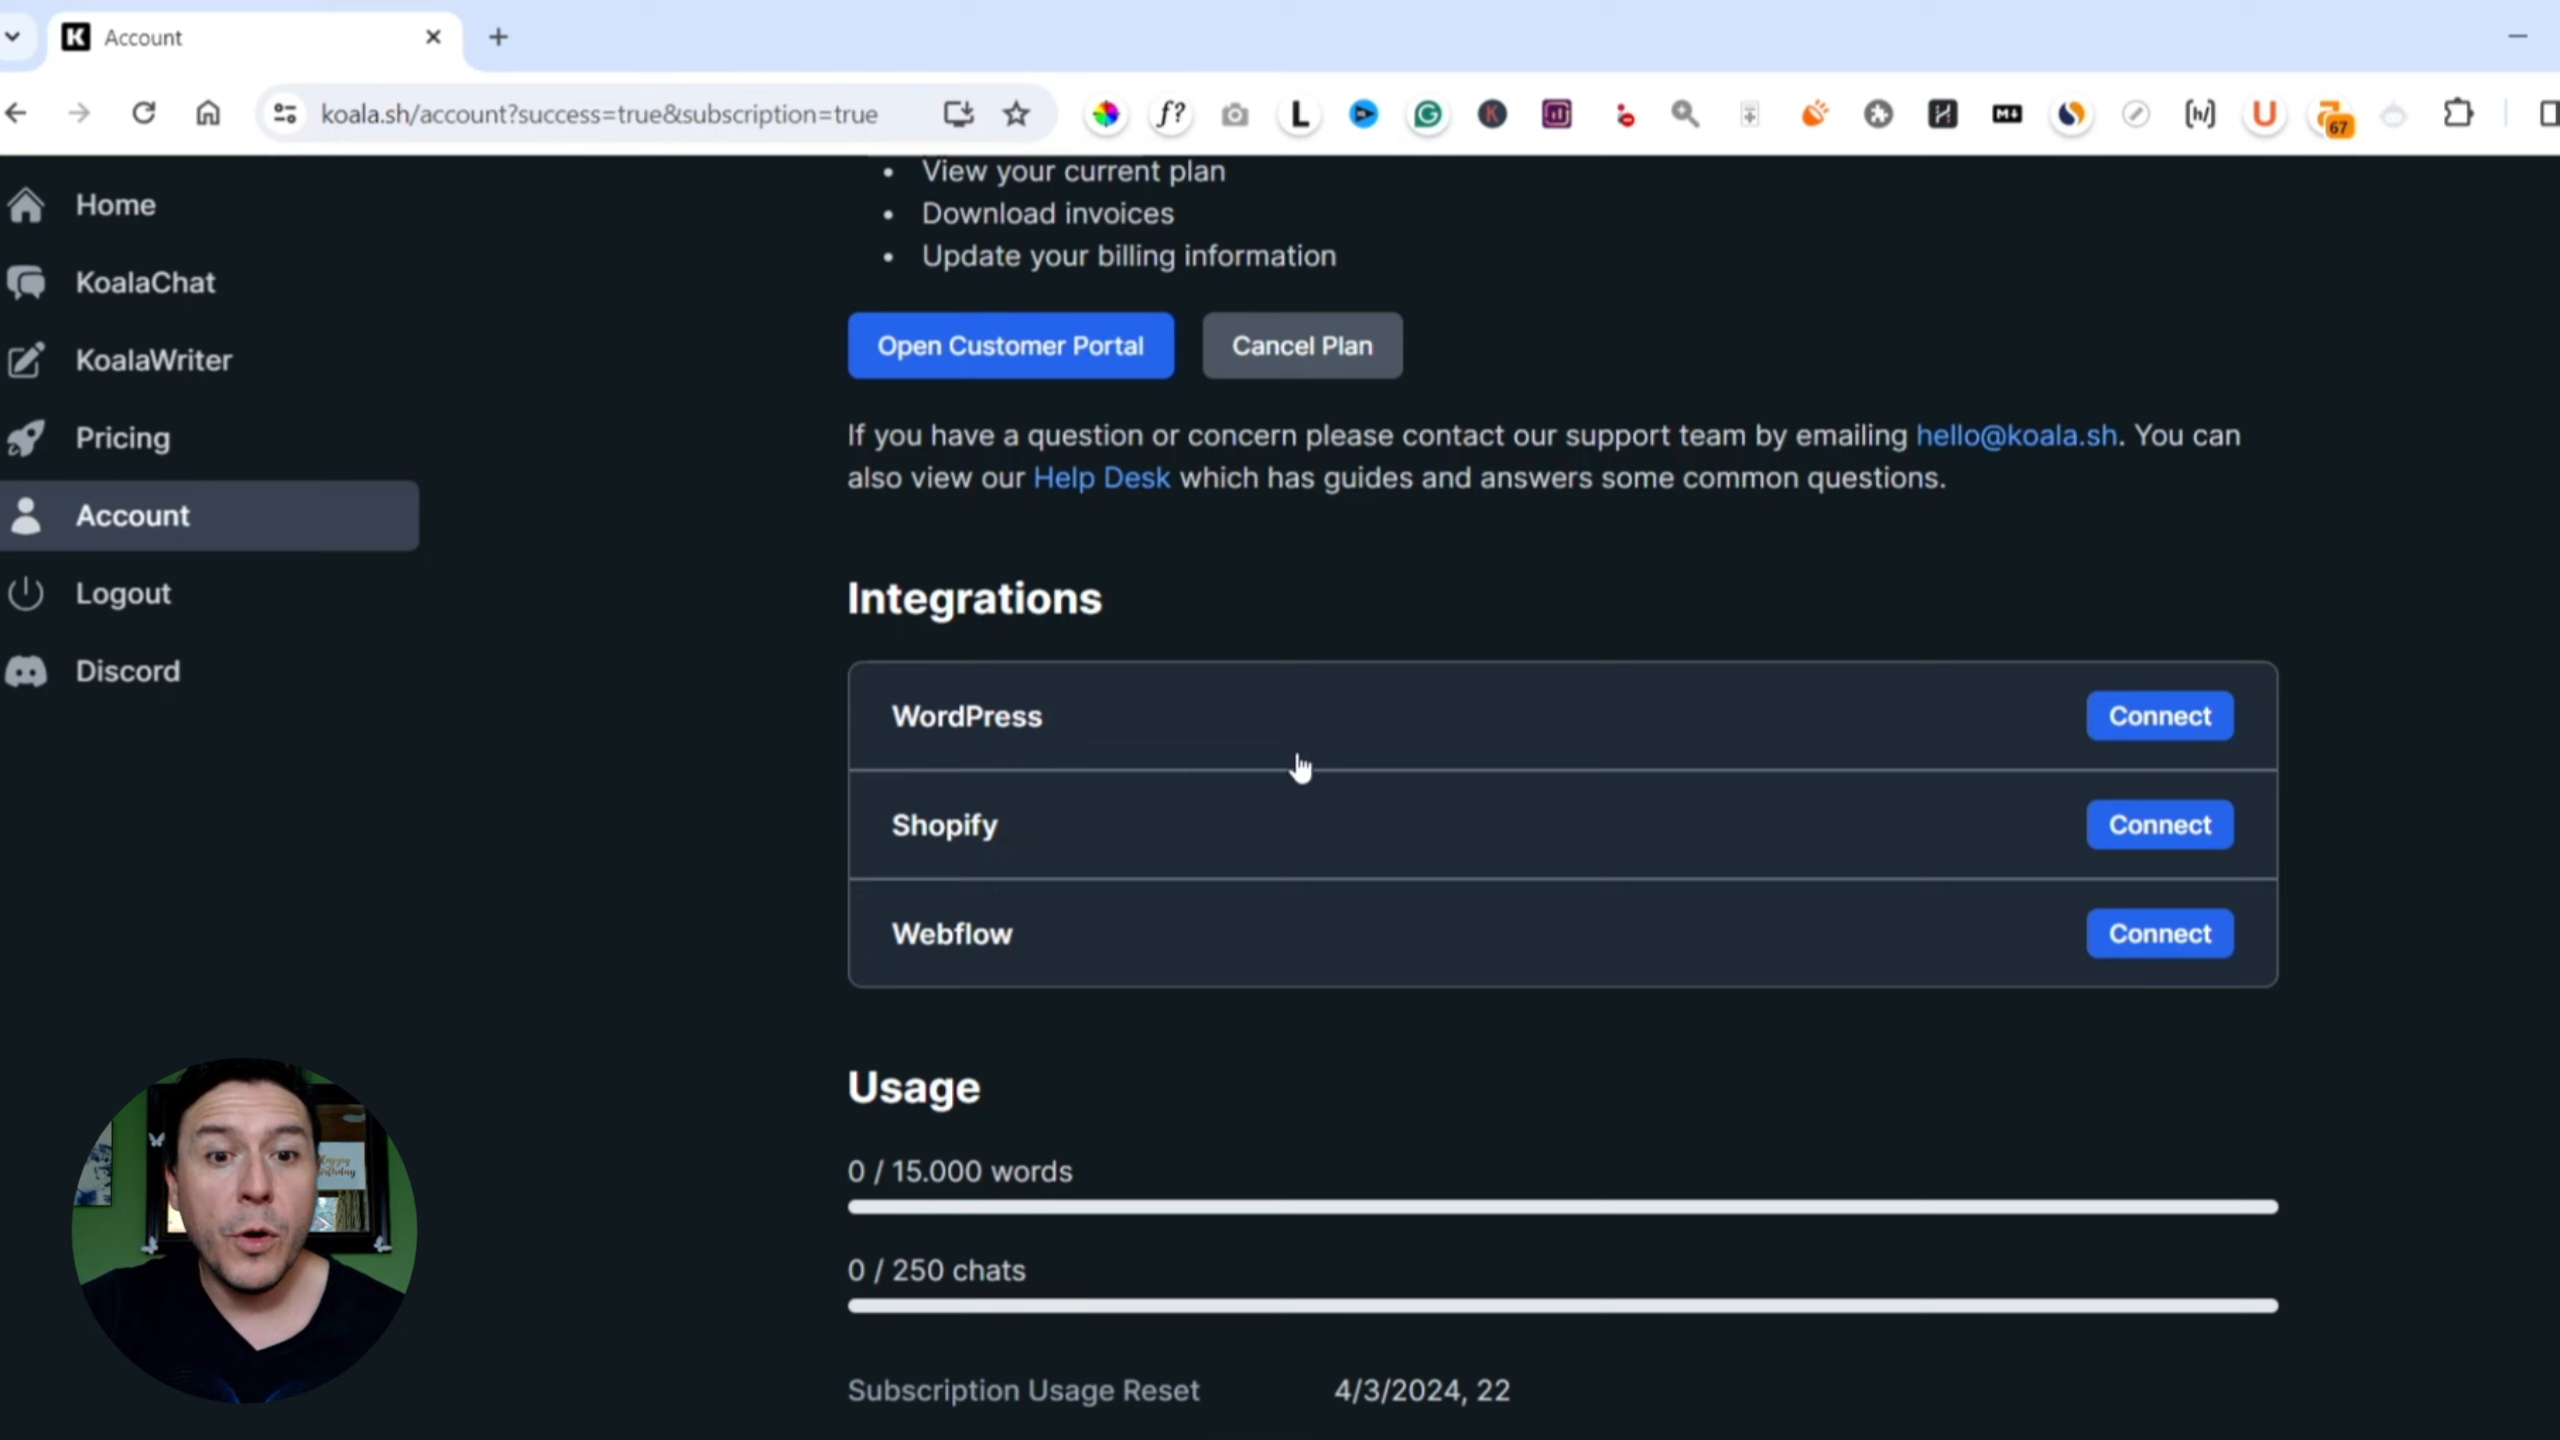 Account
koala.sh/account?success=true&subscription=true
67
Home
KoalaChat
KoalaWriter
Pricing
Account
Logout
Discord
• View your current plan
• Download invoices
• Update your billing information
Open Customer Portal
Cancel Plan
If you have a question or concern please contact our support team by emailing hello@koala.sh. You can
also view our Help Desk which has guides and answers some common questions.
Integrations
WordPress
Connect
Shopify
Connect
Webflow
Connect
Usage
0 / 15.000 words
0 / 250 chats
Subscription Usage Reset 4/3/2024, 22
Happy
Birthday